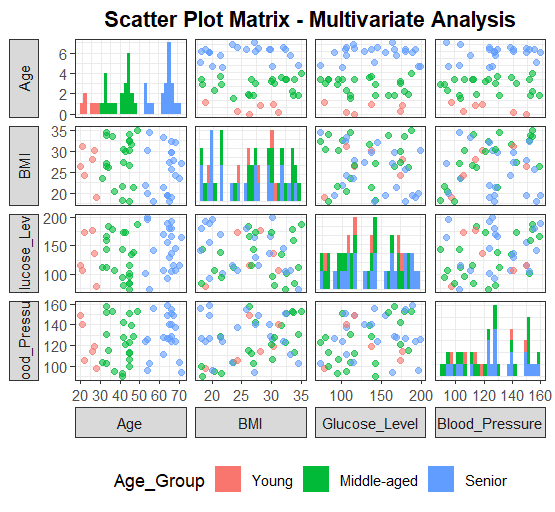 Scatter Plot Matrix - Multivariate Analysis
Age
6
4
2
0
BMI
35
30
25
20
lucose_Lev
200
150
100
ood_Pressu
160
140
120
100
20 30 40 50 60 70
20 25 30 35
100 150 200
100 120 140 160
Age BMI Glucose_Level Blood_Pressure
Age_Group Young Middle-aged Senior